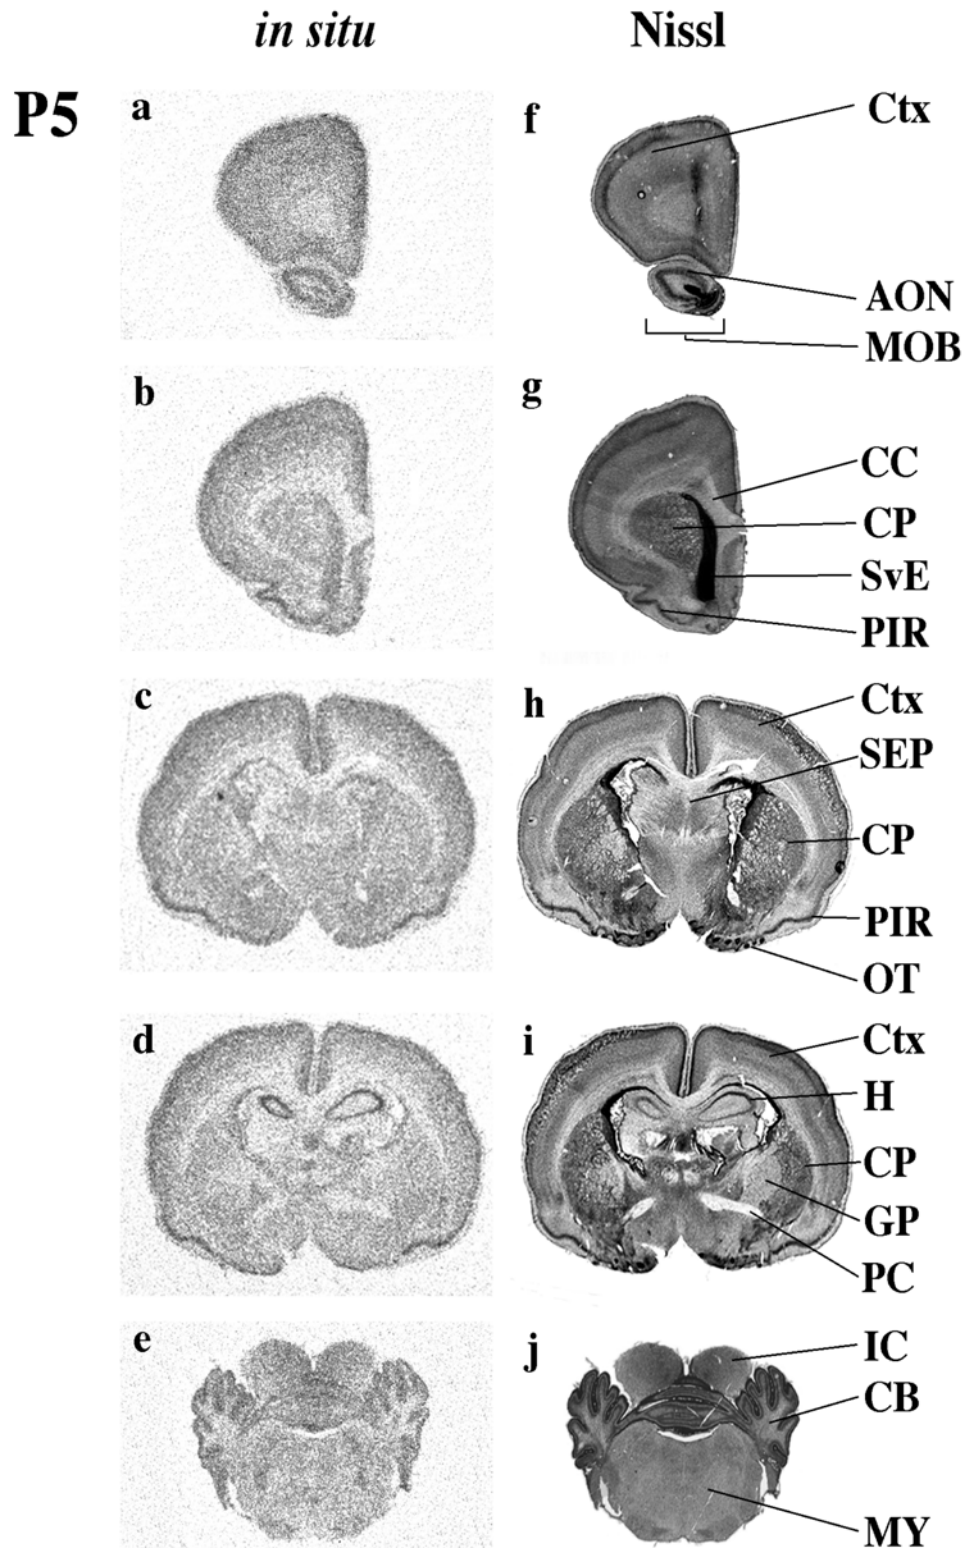 in situ Nissl
P5
a f Ctx
AON
MOB
b g CC
CP
SvE
PIR
c h Ctx
SEP
CP
PIR
OT
d i Ctx
H
CP
GP
PC
e j IC
CB
MY